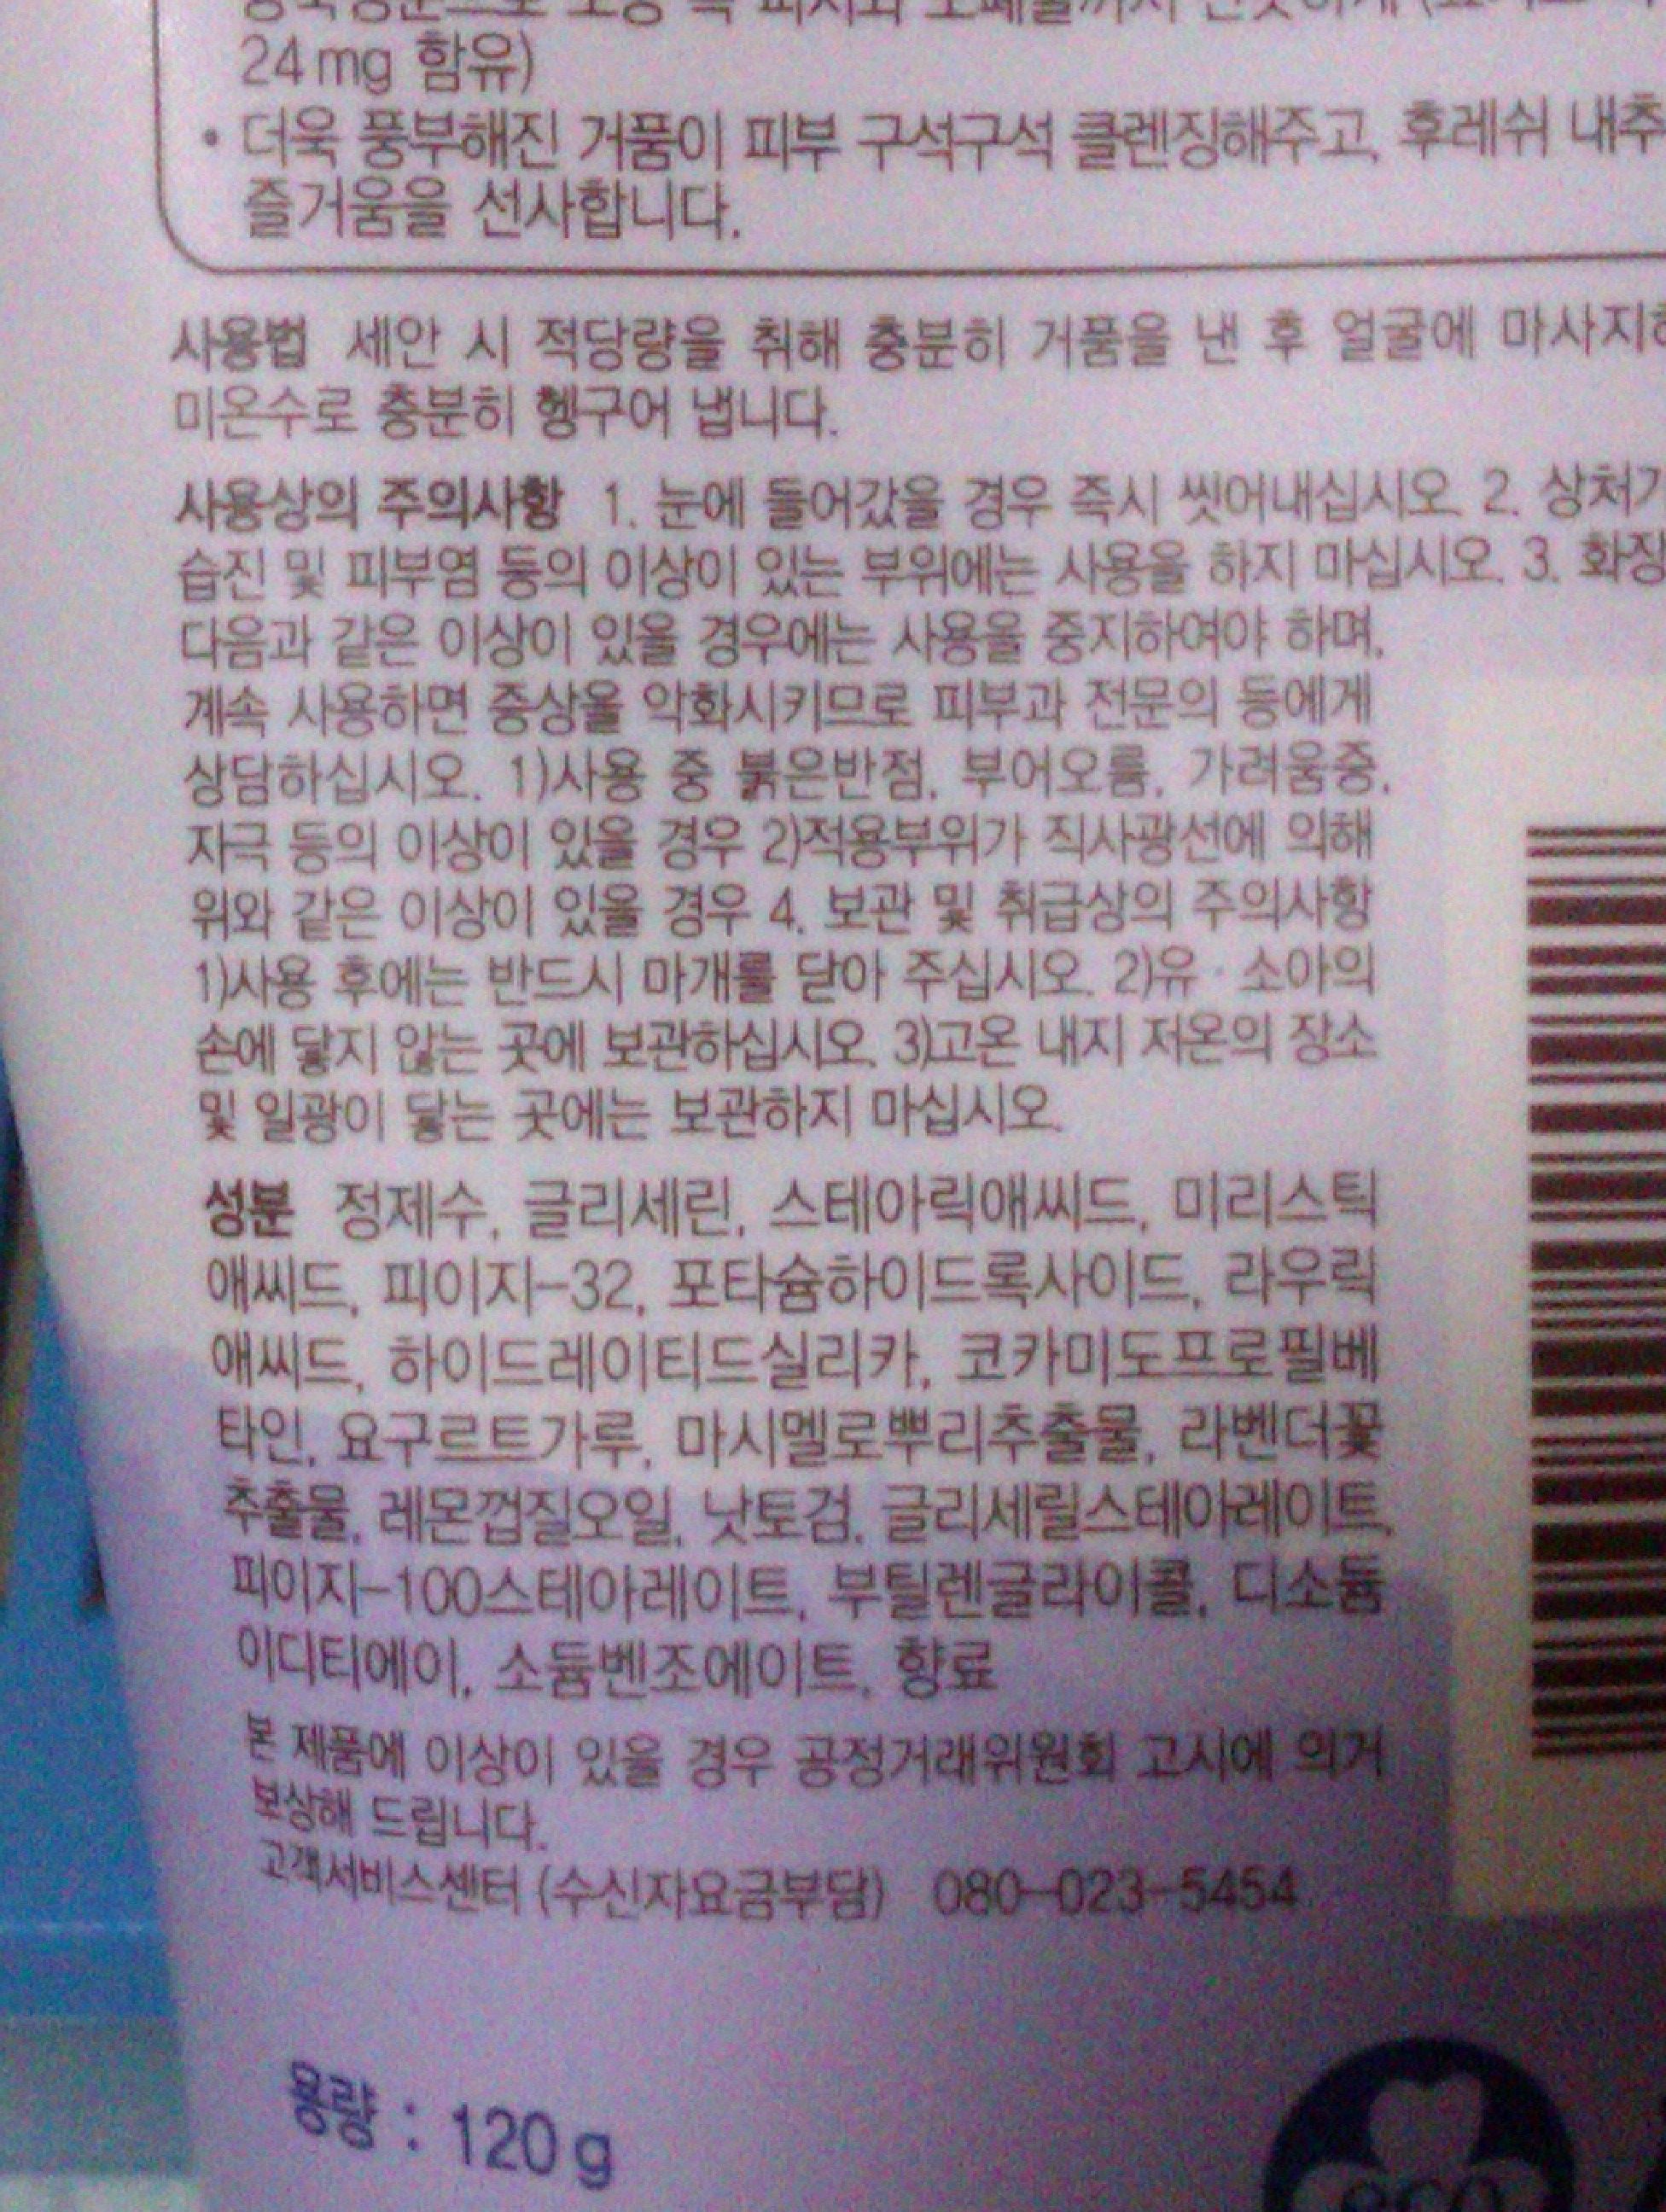 24 mg 함유)
• 더욱 풍부해진 거품이 피부 구석구석 클렌징해주고, 후레쉬 내추
즐거움을 선사합니다.
사용법 세안 시 적당량을 취해 충분히 거품을 낸 후 얼굴에 마사지하
미온수로 충분히 헹구어 냅니다.
사용상의 주의사항 1. 눈에 들어갔을 경우 즉시 씻어내십시오. 2. 상처가
습진 및 피부염 등의 이상이 있는 부위에는 사용을 하지 마십시오. 3. 화장
다음과 같은 이상이 있을 경우에는 사용을 중지하여야 하며,
계속 사용하면 증상을 악화시키므로 피부과 전문의 등에게
상담하십시오. 1)사용 중 붉은반점, 부어오름, 가려움증,
자극 등의 이상이 있을 경우 2)적용부위가 직사광선에 의해
위와 같은 이상이 있을 경우 4. 보관 및 취급상의 주의사항
1)사용 후에는 반드시 마개를 닫아 주십시오. 2)유·소아의
손에 닿지 않는 곳에 보관하십시오. 3)고온 내지 저온의 장소
및 일광이 닿는 곳에는 보관하지 마십시오.
성분 정제수, 글리세린, 스테아릭애씨드, 미리스틱
애씨드, 피이지-32, 포타슘하이드록사이드, 라우릭
애씨드, 하이드레이티드실리카, 코카미도프로필베
타인, 요구르트가루, 마시멜로뿌리추출물, 라벤더꽃
추출물, 레몬껍질오일, 낫토검, 글리세릴스테아레이트,
피이지-100스테아레이트, 부틸렌글라이콜, 디소듐
이디티에이, 소듐벤조에이트, 향료
본 제품에 이상이 있을 경우 공정거래위원회 고시에 의거
보상해 드립니다.
고객서비스센터 (수신자요금부담) 080-023-5454
용량 : 120 g
eco